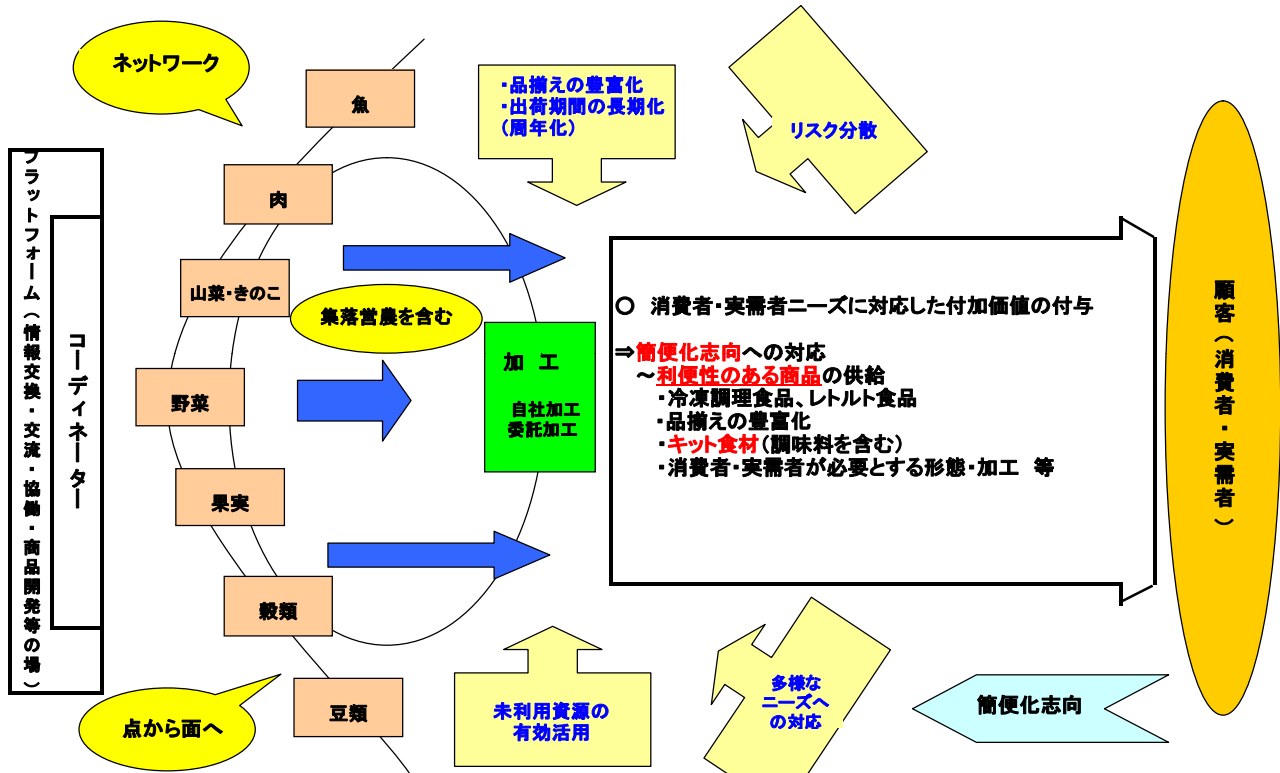 ネットワーク
魚
・品揃えの豊富化
・出荷期間の長期化
(周年化)
リスク分散
プラットフォーム（情報交換・交流・協働・商品開発等の場）
コーディネーター
肉
山菜・きのこ
集落営農を含む
野菜
果実
穀類
豆類
加　工
自社加工
委託加工
○　消費者・実需者ニーズに対応した付加価値の付与
⇒簡便化志向への対応
～利便性のある商品の供給
・冷凍調理食品、レトルト食品
・品揃えの豊富化
・キット食材(調味料を含む)
・消費者・実需者が必要とする形態・加工　等
顧客（消費者・実需者）
点から面へ
未利用資源の
有効活用
多様な
ニーズへ
の対応
簡便化志向